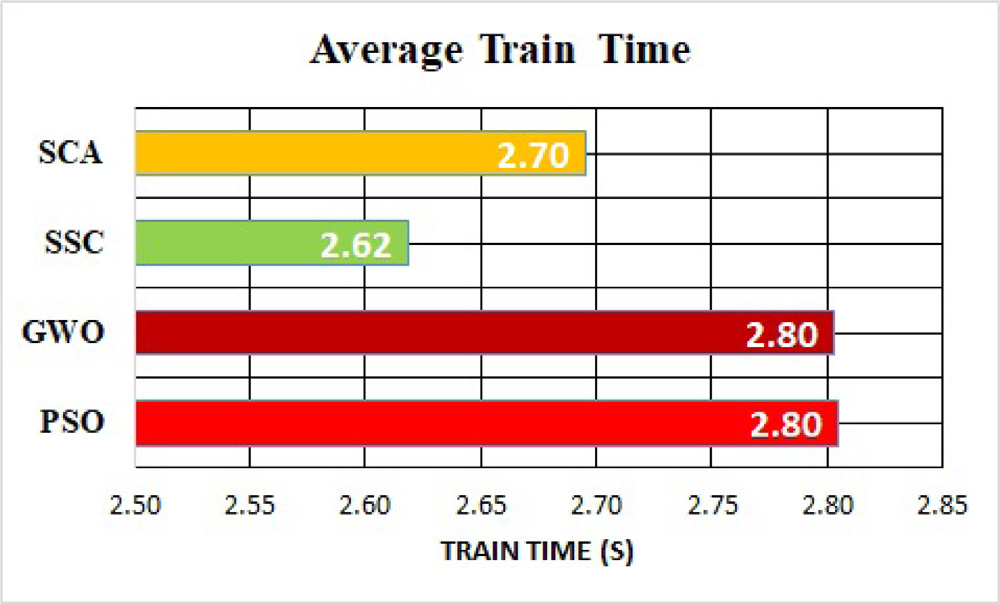 Average Train Time
SCA 2.70
SSC 2.62
GWO 2.80
PSO 2.80
2.50 2.55 2.60 2.65 2.70 2.75 2.80 2.85
TRAIN TIME (S)